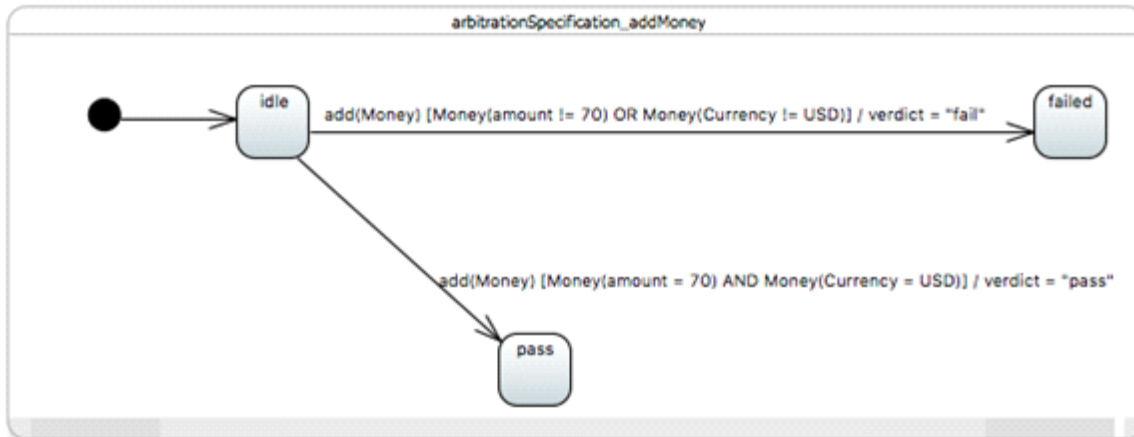 arbitrationSpecification_addMoney
idle
add(Money) [Money(amount != 70) OR Money(Currency != USD)] / verdict = "fail"
failed
add(Money) [Money(amount = 70) AND Money(Currency = USD)] / verdict = "pass"
pass